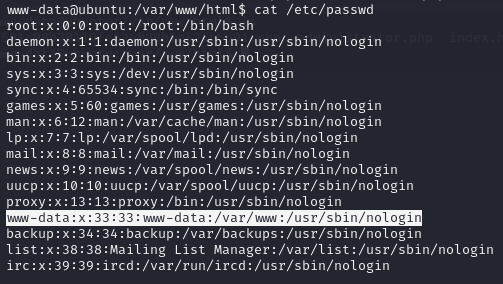 www-data@ubuntu:/var/www/html$ cat /etc/passwd
root:x:0:0:root:/root:/bin/bash
daemon:x:1:1:daemon:/usr/sbin:/usr/sbin/nologin
bin:x:2:2:bin:/bin:/usr/sbin/nologin
sys:x:3:3:sys:/dev:/usr/sbin/nologin
sync:x:4:65534:sync:/bin:/bin/sync
games:x:5:60:games:/usr/games:/usr/sbin/nologin
man:x:6:12:man:/var/cache/man:/usr/sbin/nologin
lp:x:7:7:lp:/var/spool/lpd:/usr/sbin/nologin
mail:x:8:8:mail:/var/mail:/usr/sbin/nologin
news:x:9:9:news:/var/spool/news:/usr/sbin/nologin
uucp:x:10:10:uucp:/var/spool/uucp:/usr/sbin/nologin
proxy:x:13:13:proxy:/bin:/usr/sbin/nologin
www-data:x:33:33:www-data:/var/www:/usr/sbin/nologin
backup:x:34:34:backup:/var/backups:/usr/sbin/nologin
list:x:38:38:Mailing List Manager:/var/list:/usr/sbin/nologin
irc:x:39:39:ircd:/var/run/ircd:/usr/sbin/nologin